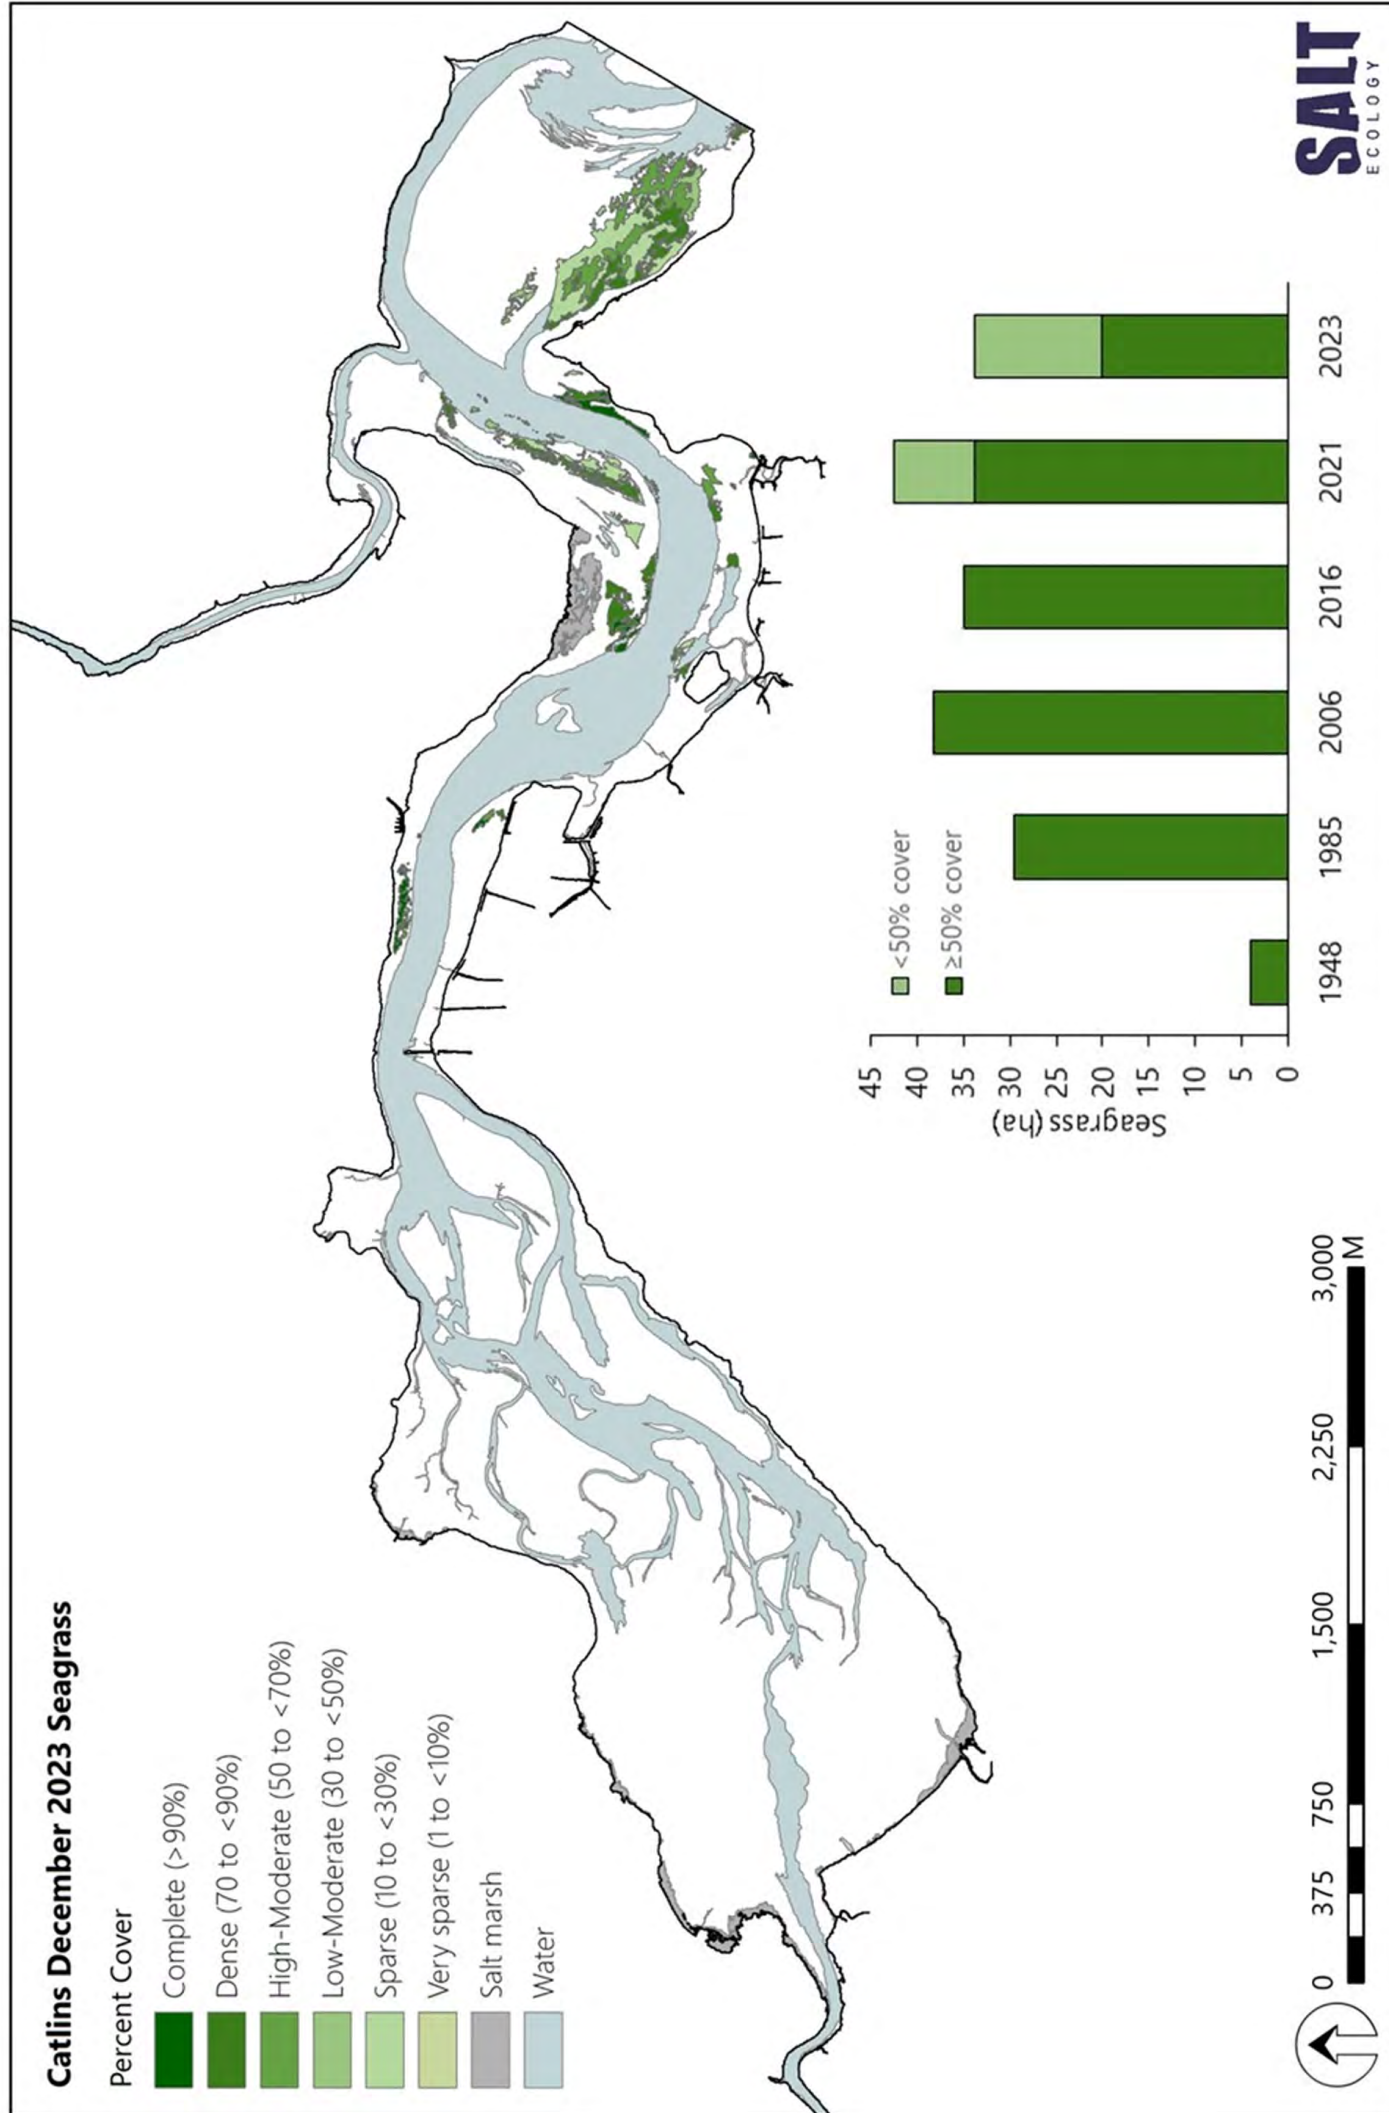 Catlins December 2023 Seagrass
Percent Cover
Complete (>90%)
Dense (70 to <90%)
High-Moderate (50 to <70%)
Low-Moderate (30 to <50%)
Sparse (10 to <30%)
Very sparse (1 to <10%)
Salt marsh
Water
0 375 750 1,500 2,250 3,000
M
Seagrass (ha)
45
40
35
30
25
20
15
10
5
0
<50% cover
≥50% cover
1948 1985 2006 2016 2021 2023
SALT
ECOLOGY